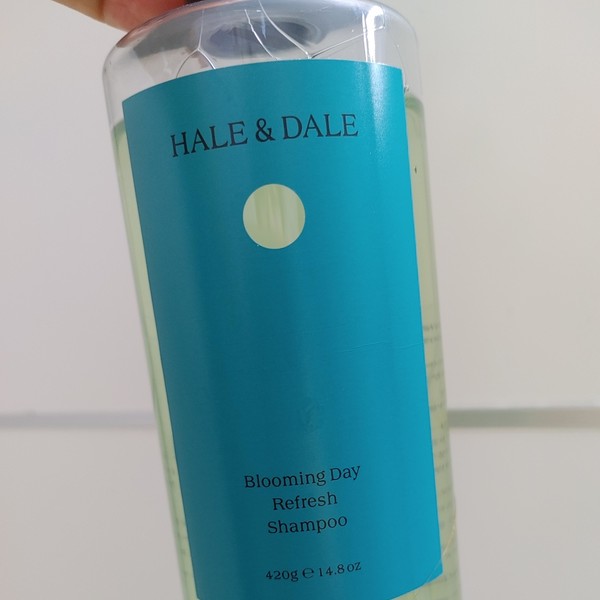 HALE & DALE
Blooming Day
Refresh
Shampoo
420g ℮ 14.8 oz